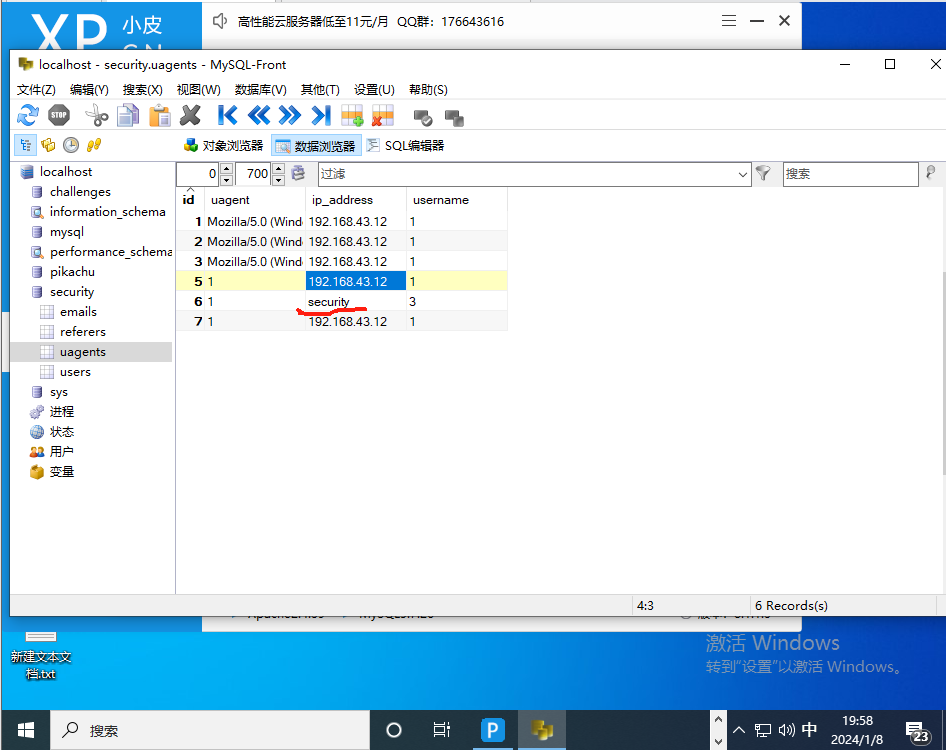 XP 小皮
高性能云服务器低至11元/月 QQ群：176643616
localhost - security.uagents - MySQL-Front
文件(Z) 编辑(Y) 搜索(X) 视图(W) 数据库(V) 其他(T) 设置(U) 帮助(S)
STOP
对象浏览器 数据浏览器 SQL编辑器
0 700 过滤 搜索
localhost
challenges
information_schema
mysql
performance_schema
pikachu
security
emails
referers
uagents
users
sys
进程
状态
用户
变量
id uagent ip_address username
1 Mozilla/5.0 (Wind 192.168.43.12 1
2 Mozilla/5.0 (Wind 192.168.43.12 1
3 Mozilla/5.0 (Wind 192.168.43.12 1
5 1 192.168.43.12 1
6 1 security 3
7 1 192.168.43.12 1
4:3 6 Records(s)
激活 Windows
转到"设置"以激活 Windows。
新建文本文
档.txt
搜索
P
中
19:58
2024/1/8
23